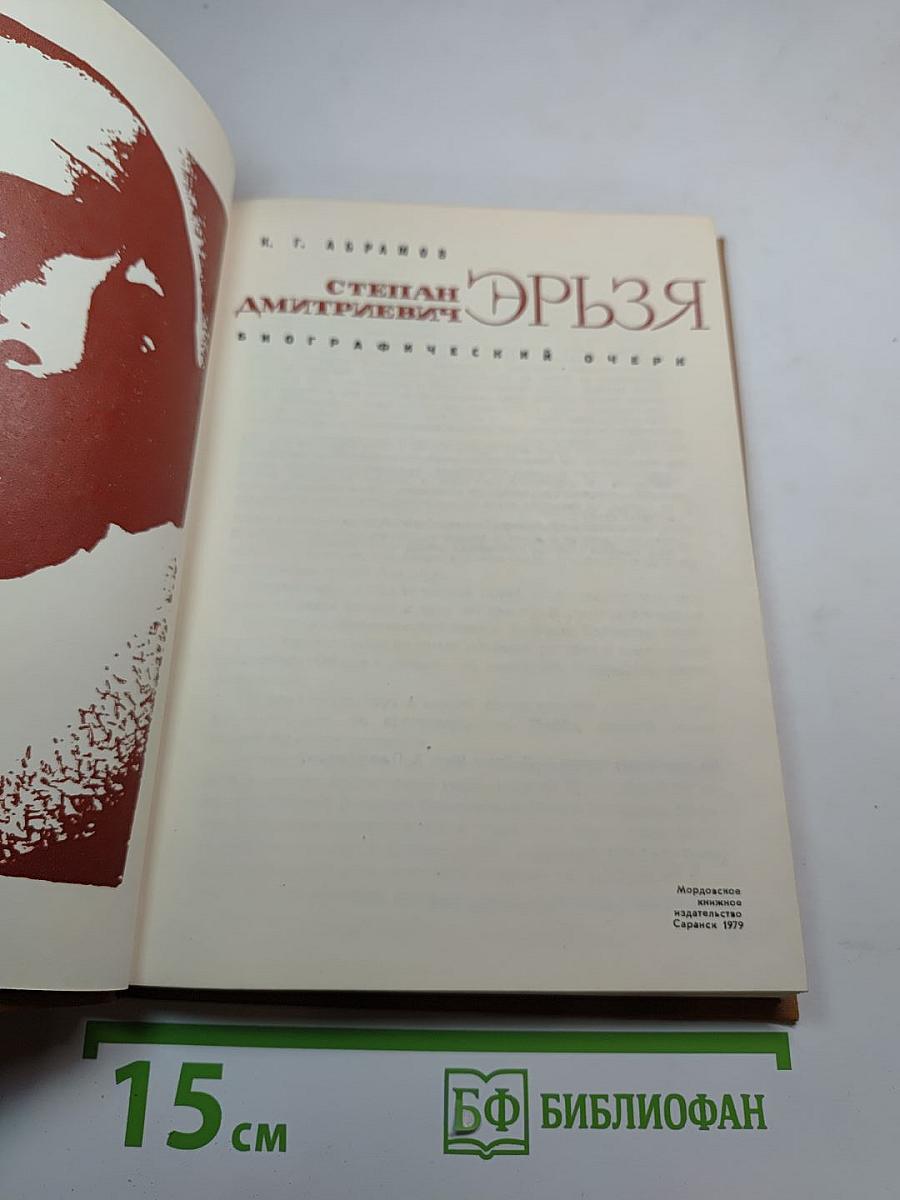 К. Г. АБРАМОВ
СТЕПАН
ДМИТРИЕВИЧ
ЭРЬЗЯ
БИОГРАФИЧЕСКИЙ ОЧЕРК
Мордовское
книжное
издательство
Саранск 1979
15 см
БФ БИБЛИОФАН